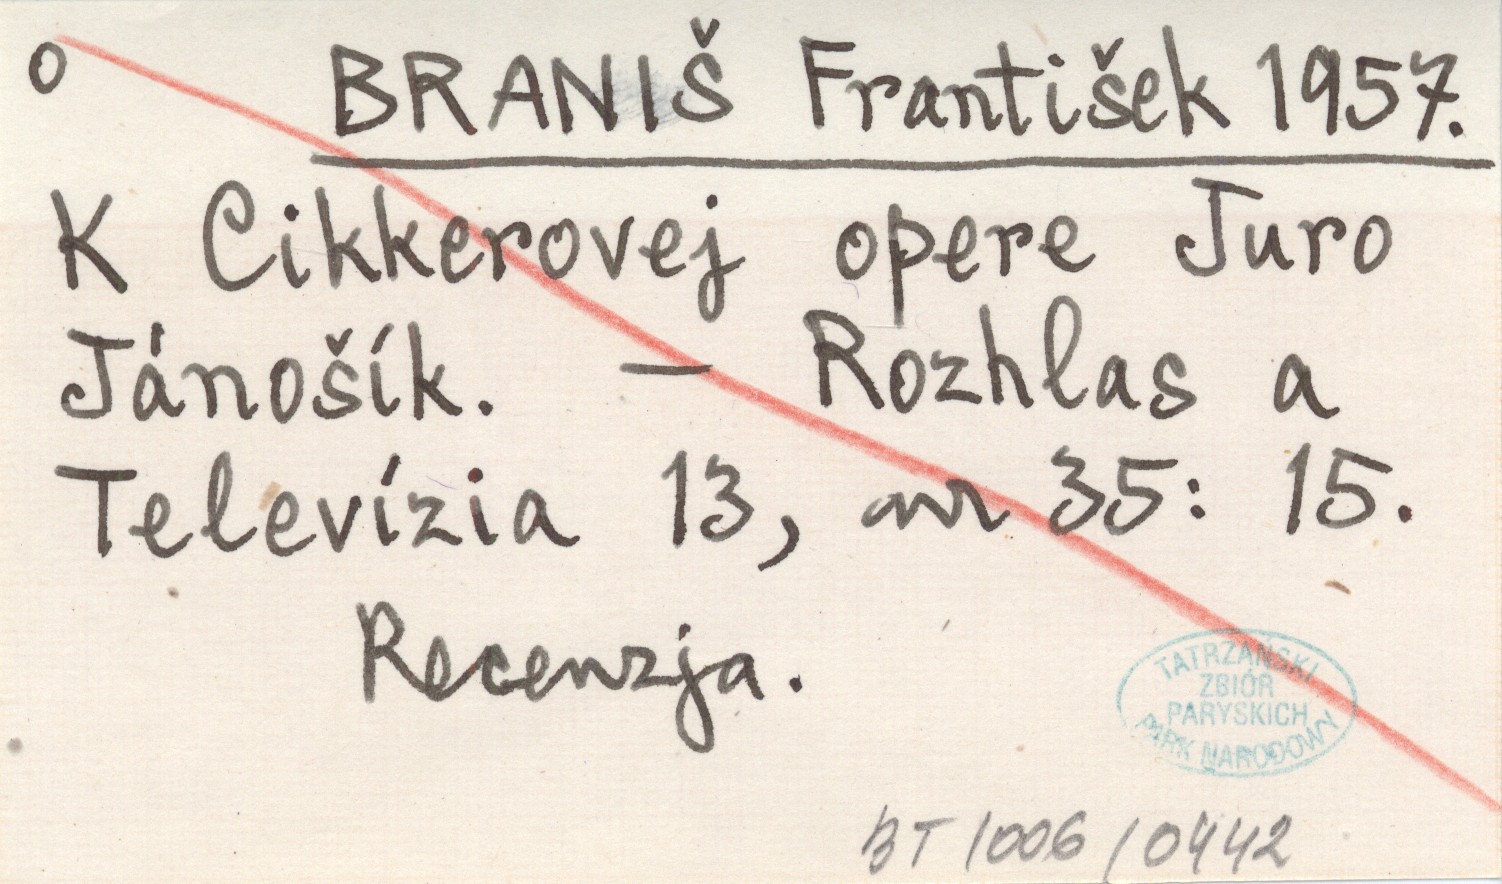 o BRANIŠ František 1957.
K Cikkerovej opere Juro
Jánošík. — Rozhlas a
Televízia 13, nr 35: 15.
Recenzja.
TATRZAŃSKI
ZBIÓR
PARYSKICH
PARK NARODOWY
BT/006/0442